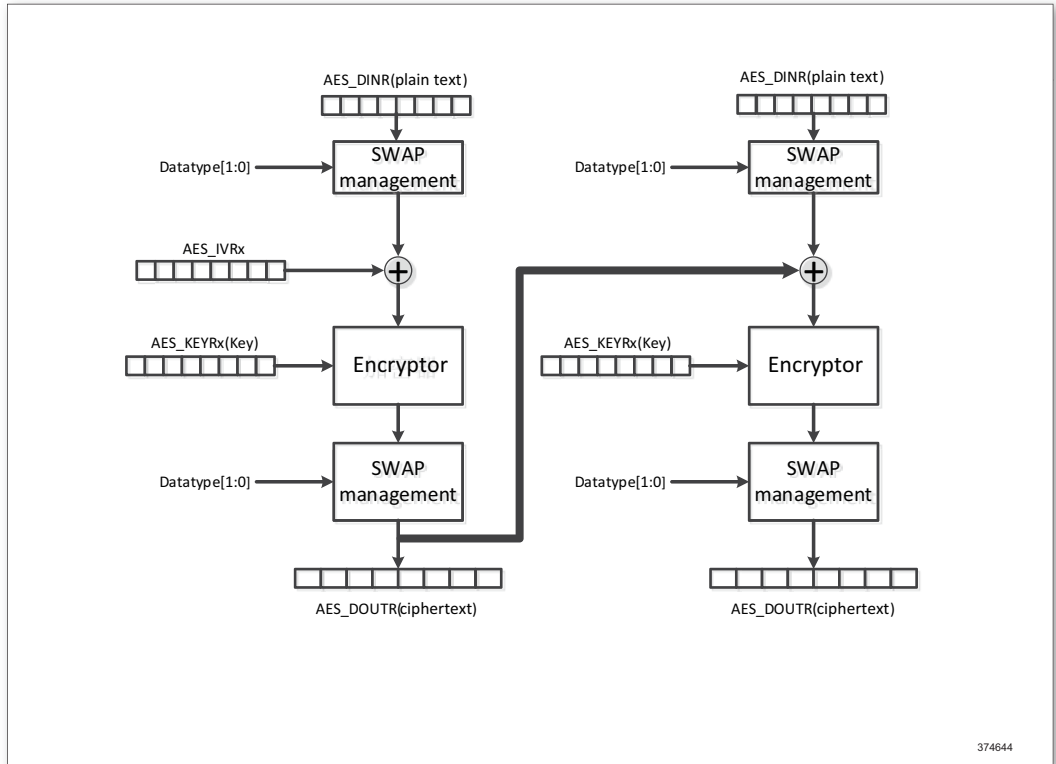 AES_DINR(plain text)
SWAP
management
Datatype[1:0]
AES_IVRx
+
AES_KEYRx(Key)
Encryptor
SWAP
management
Datatype[1:0]
AES_DOUTR(ciphertext)
AES_DINR(plain text)
SWAP
management
Datatype[1:0]
+
AES_KEYRx(Key)
Encryptor
SWAP
management
Datatype[1:0]
AES_DOUTR(ciphertext)
374644